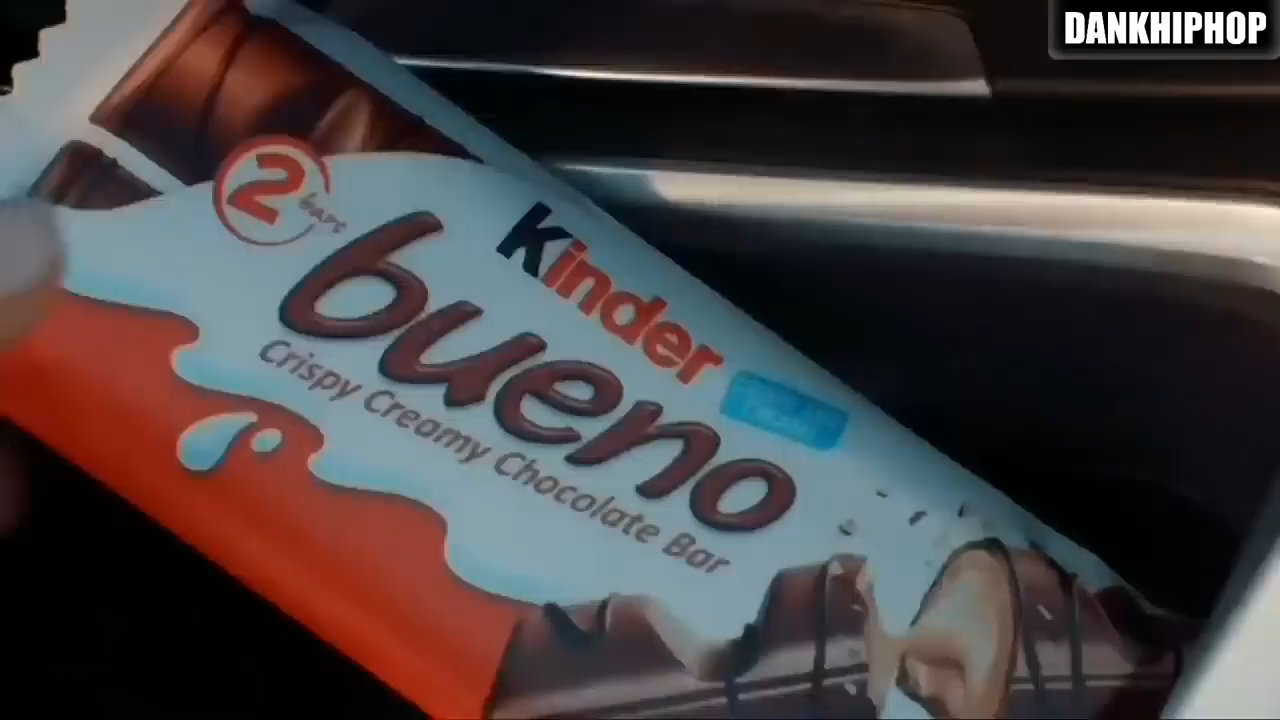 DANKHIPHOP
2
bars
Kinder
bueno
Crispy Creamy Chocolate Bar